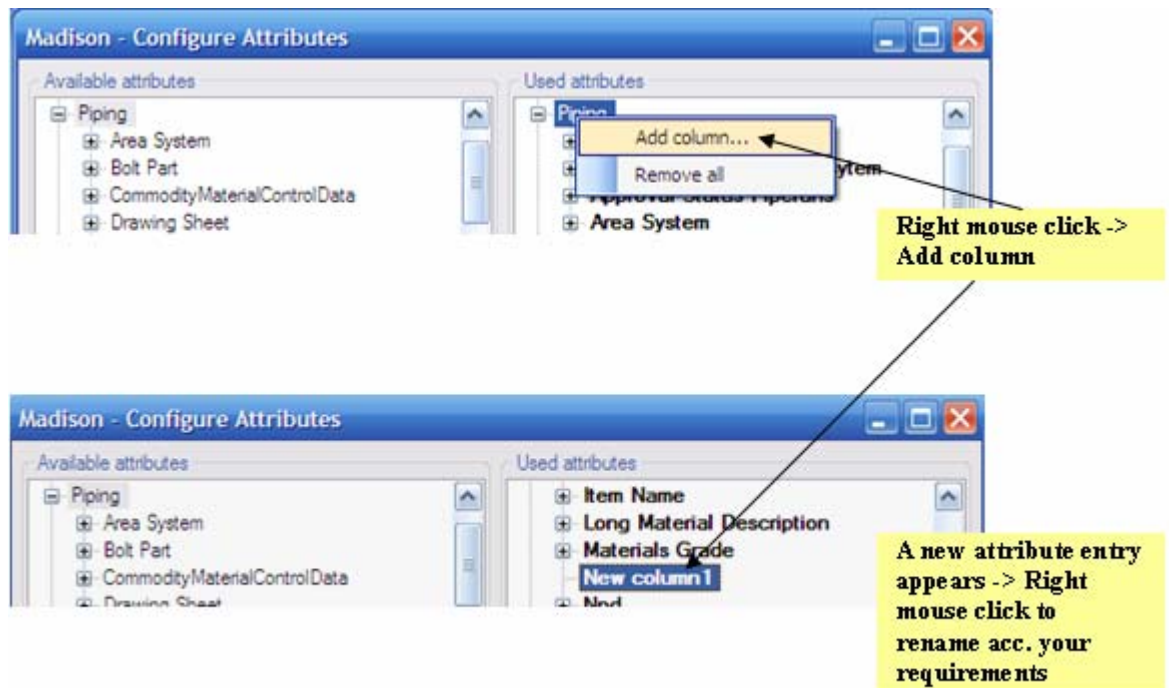 Madison - Configure Attributes
Available attributes
Piping
Area System
Bolt Part
CommodityMaterialControlData
Drawing Sheet
Used attributes
Piping
Add column...
Remove all
Area System
Right mouse click ->
Add column
Madison - Configure Attributes
Available attributes
Piping
Area System
Bolt Part
CommodityMaterialControlData
Drawing Sheet
Used attributes
Item Name
Long Material Description
Materials Grade
New column1
Npd
A new attribute entry
appears -> Right
mouse click to
rename acc. your
requirements